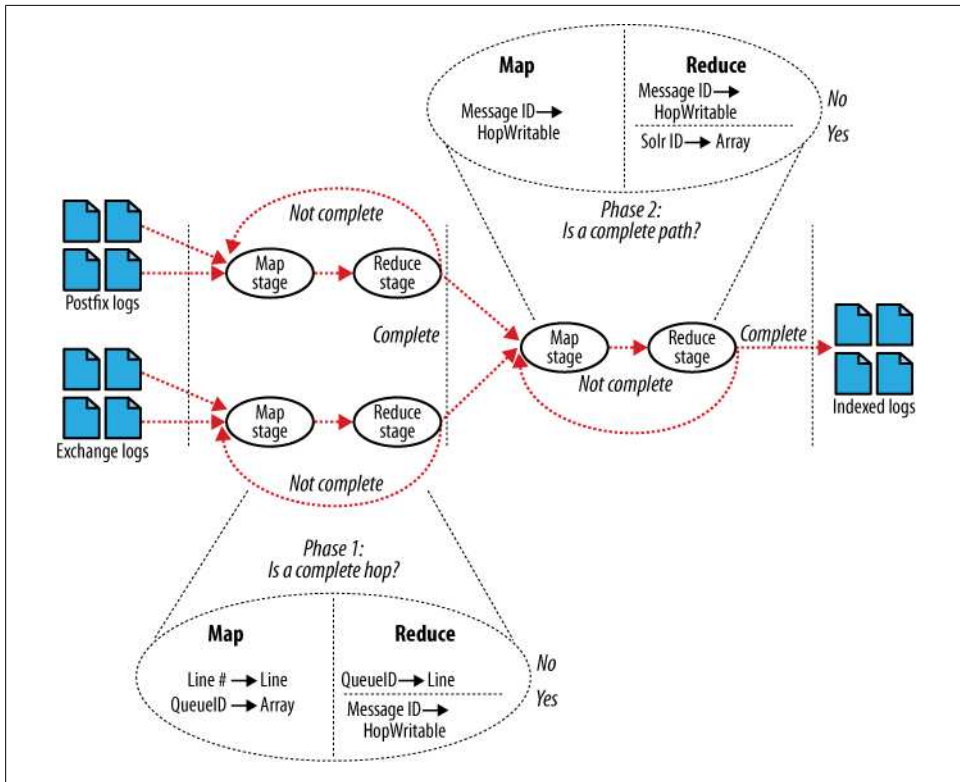 Map
Reduce
Message ID→
HopWritable
Message ID→
HopWritable
No
Yes
Solr ID→Array
Phase 2:
Is a complete path?
Not complete
Map
stage
Reduce
stage
Postfix logs
Complete
Map
stage
Reduce
stage
Complete
Not complete
Indexed logs
Map
stage
Reduce
stage
Exchange logs
Not complete
Phase 1:
Is a complete hop?
Map
Reduce
Line #→Line
QueueID→Array
QueueID→Line
Message ID→
HopWritable
No
Yes